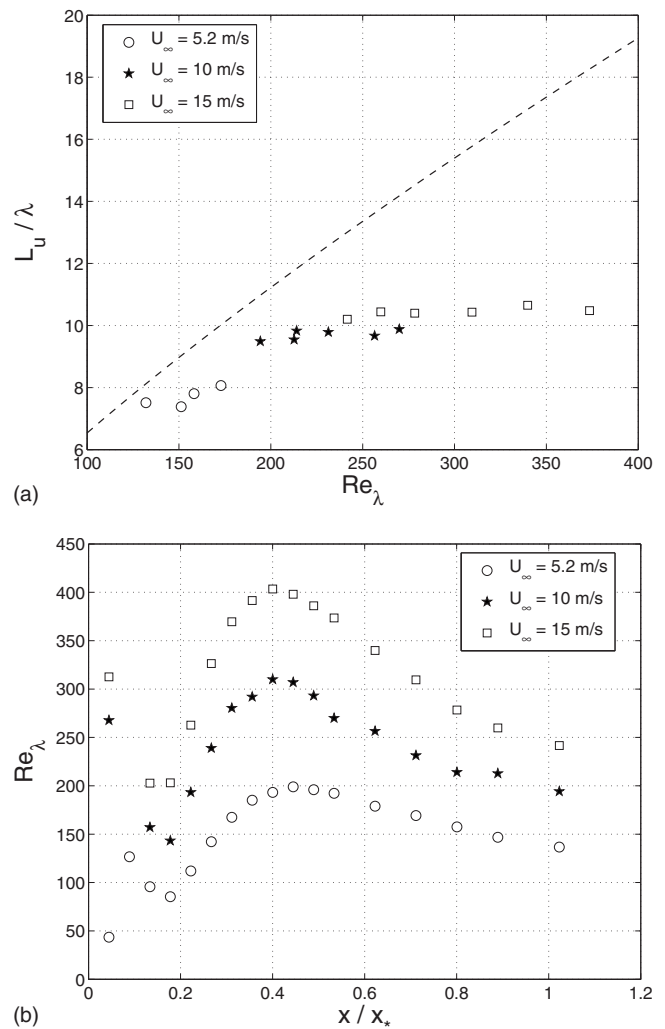 20
18
16
14
12
10
8
6
L_u / λ
U_∞ = 5.2 m/s
U_∞ = 10 m/s
U_∞ = 15 m/s
100 150 200 250 300 350 400
Re_λ
(a)
450
400
350
300
250
200
150
100
50
0
Re_λ
U_∞ = 5.2 m/s
U_∞ = 10 m/s
U_∞ = 15 m/s
0 0.2 0.4 0.6 0.8 1 1.2
x / x_*
(b)